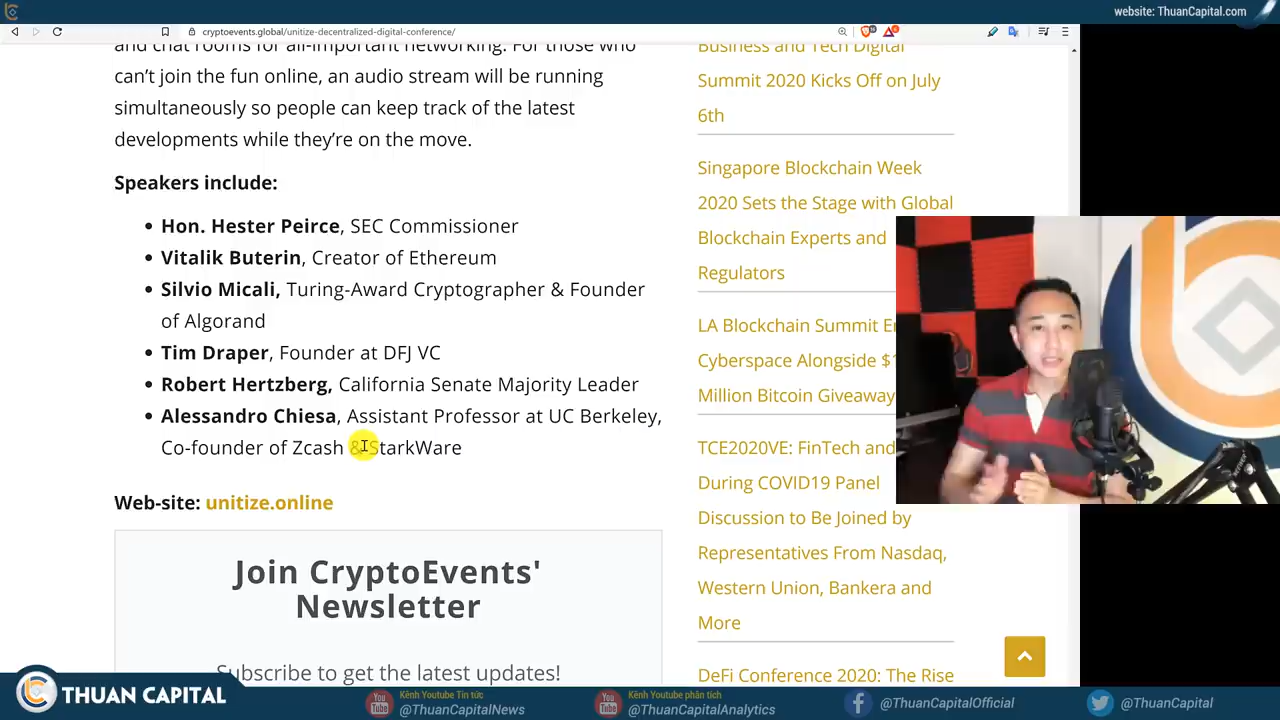 website: ThuanCapital.com
cryptoevents.global/unitize-decentralized-digital-conference/
and chat rooms for all-important networking. For those who
can't join the fun online, an audio stream will be running
simultaneously so people can keep track of the latest
developments while they're on the move.
Speakers include:
Hon. Hester Peirce, SEC Commissioner
Vitalik Buterin, Creator of Ethereum
Silvio Micali, Turing-Award Cryptographer & Founder
of Algorand
Tim Draper, Founder at DFJ VC
Robert Hertzberg, California Senate Majority Leader
Alessandro Chiesa, Assistant Professor at UC Berkeley,
Co-founder of Zcash & StarkWare
Web-site: unitize.online
Join CryptoEvents'
Newsletter
Subscribe to get the latest updates!
Business and Tech Digital
Summit 2020 Kicks Off on July
6th
Singapore Blockchain Week
2020 Sets the Stage with Global
Blockchain Experts and
Regulators
LA Blockchain Summit
Cyberspace Alongside
Million Bitcoin Giveaway
TCE2020VE: FinTech and
During COVID19 Panel
Discussion to Be Joined by
Representatives From Nasdaq,
Western Union, Bankera and
More
DeFi Conference 2020: The Rise
THUAN CAPITAL
Kênh Youtube Tin tức
@ThuanCapitalNews
Kênh Youtube phân tích
@ThuanCapitalAnalytics
@ThuanCapitalOfficial
@ThuanCapital